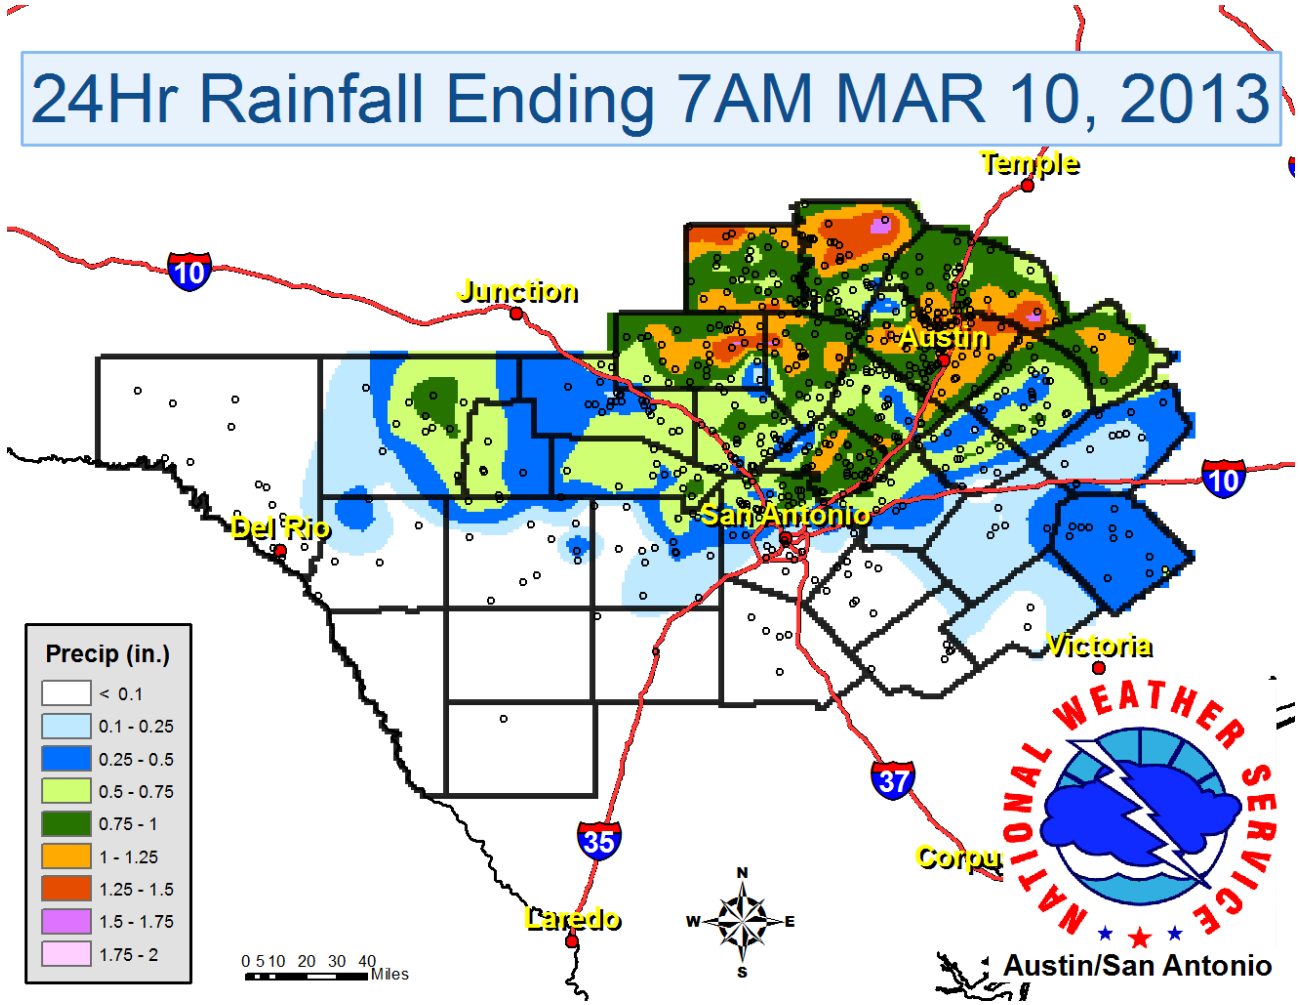 24Hr Rainfall Ending 7AM MAR 10, 2013
Temple
10
Junction
Austin
10
San Antonio
Del Rio
Victoria
Precip (in.)
< 0.1
0.1 - 0.25
0.25 - 0.5
0.5 - 0.75
0.75 - 1
1 - 1.25
1.25 - 1.5
1.5 - 1.75
1.75 - 2
37
35
Corpu
Laredo
N
W E
S
0 5 10 20 30 40
Miles
NATIONAL WEATHER SERVICE
Austin/San Antonio